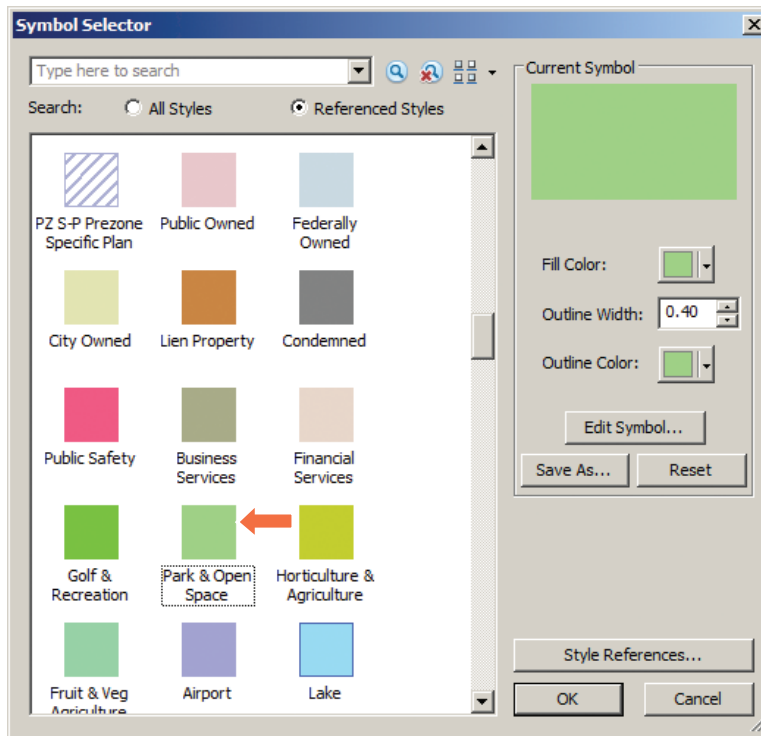 Symbol Selector
Type here to search
Search:
All Styles
Referenced Styles
PZ S-P Prezone
Specific Plan
Public Owned
Federally
Owned
City Owned
Lien Property
Condemned
Public Safety
Business
Services
Financial
Services
Golf &
Recreation
Park & Open
Space
Horticulture &
Agriculture
Fruit & Veg
Agriculture
Airport
Lake
Current Symbol
Fill Color:
Outline Width:
0.40
Outline Color:
Edit Symbol...
Save As...
Reset
Style References...
OK
Cancel